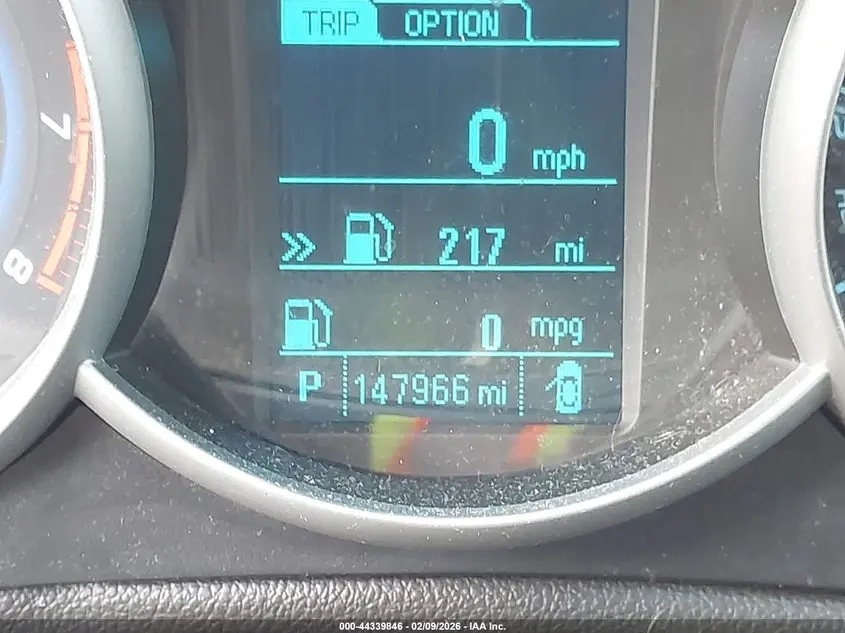 TRIP OPTION
7
0 mph
217 mi
8
0 mpg
P 147966 mi
000-44339846 - 02/09/2026 - IAA Inc.